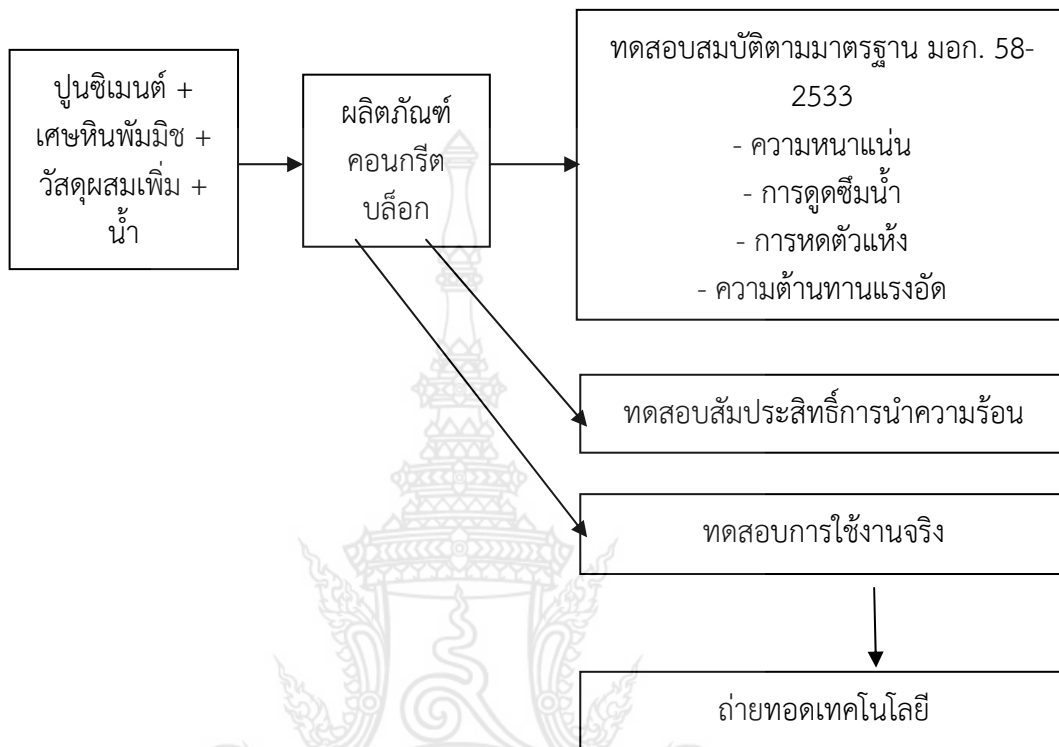 ปูนซิเมนต์ +
เศษหินพัมมิช +
วัสดุผสมเพิ่ม +
น้ำ
ผลิตภัณฑ์
คอนกรีต
บล็อก
ทดสอบสมบัติตามมาตรฐาน มอก. 58-
2533
- ความหนาแน่น
- การดูดซึมน้ำ
- การหดตัวแห้ง
- ความต้านทานแรงอัด
ทดสอบสัมประสิทธิ์การนำความร้อน
ทดสอบการใช้งานจริง
ถ่ายทอดเทคโนโลยี